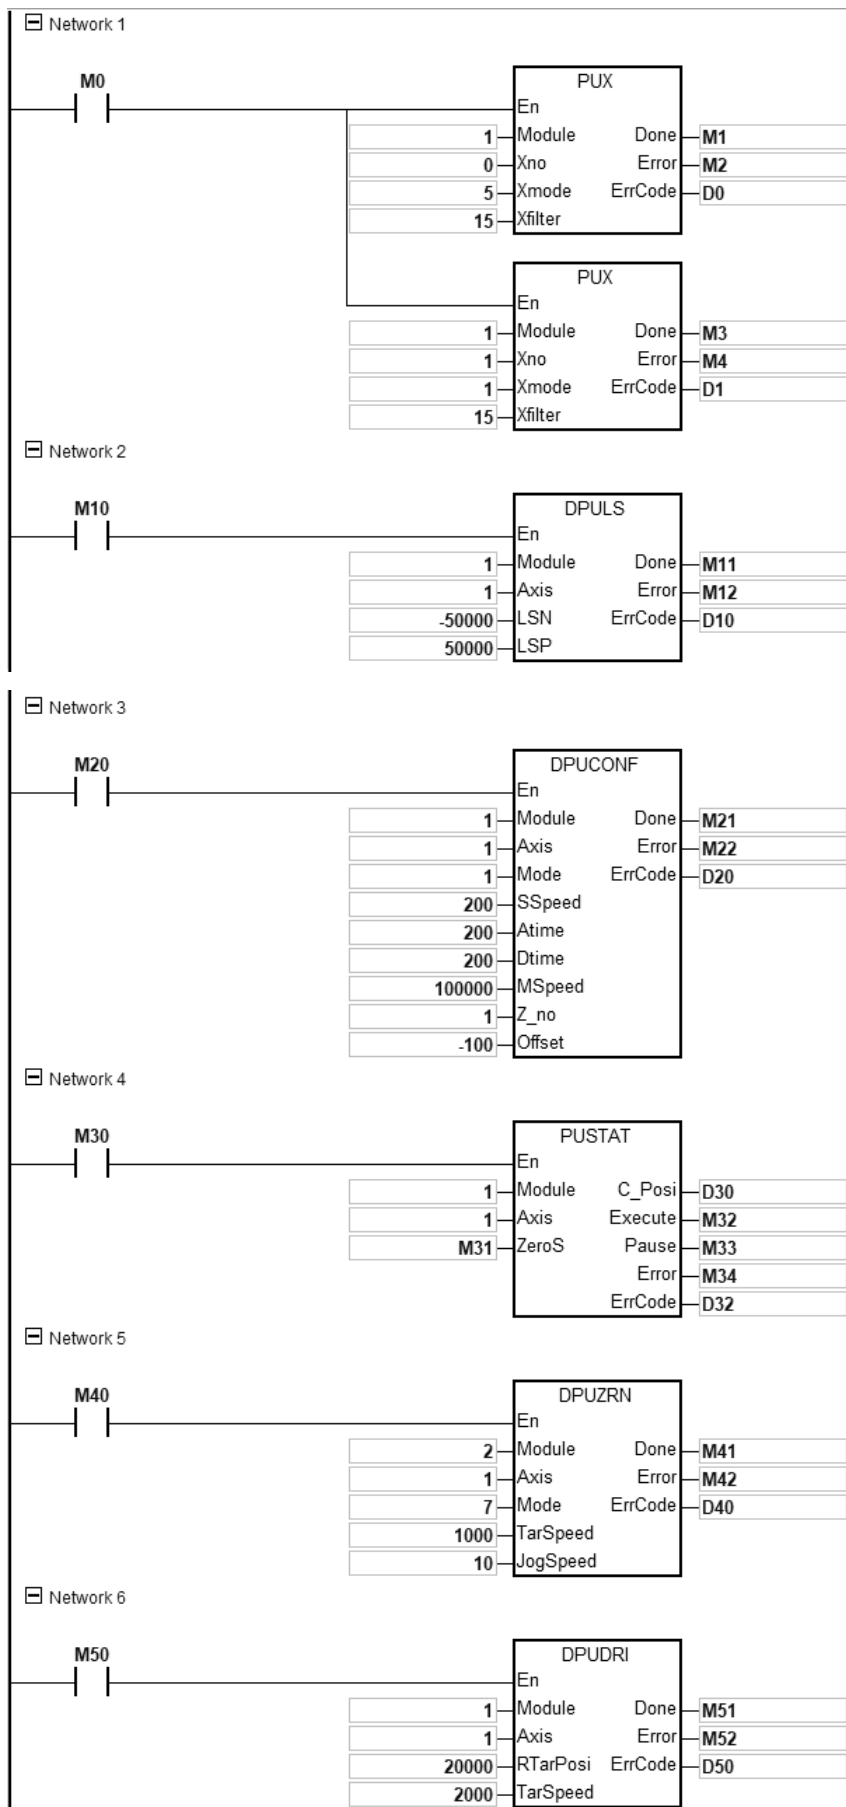 Network 1
M0
PUX
En
1 Module Done M1
0 Xno Error M2
5 Xmode ErrCode D0
15 Xfilter
PUX
En
1 Module Done M3
1 Xno Error M4
1 Xmode ErrCode D1
15 Xfilter
Network 2
M10
DPULS
En
1 Module Done M11
1 Axis Error M12
-50000 LSN ErrCode D10
50000 LSP
Network 3
M20
DPUCONF
En
1 Module Done M21
1 Axis Error M22
1 Mode ErrCode D20
200 SSpeed
200 Atime
200 Dtime
100000 MSpeed
1 Z_no
-100 Offset
Network 4
M30
PUSTAT
En
1 Module C_Posi D30
1 Axis Execute M32
M31 ZeroS Pause M33
Error M34
ErrCode D32
Network 5
M40
DPUZRN
En
2 Module Done M41
1 Axis Error M42
7 Mode ErrCode D40
1000 TarSpeed
10 JogSpeed
Network 6
M50
DPUDRI
En
1 Module Done M51
1 Axis Error M52
20000 RTarPosi ErrCode D50
2000 TarSpeed